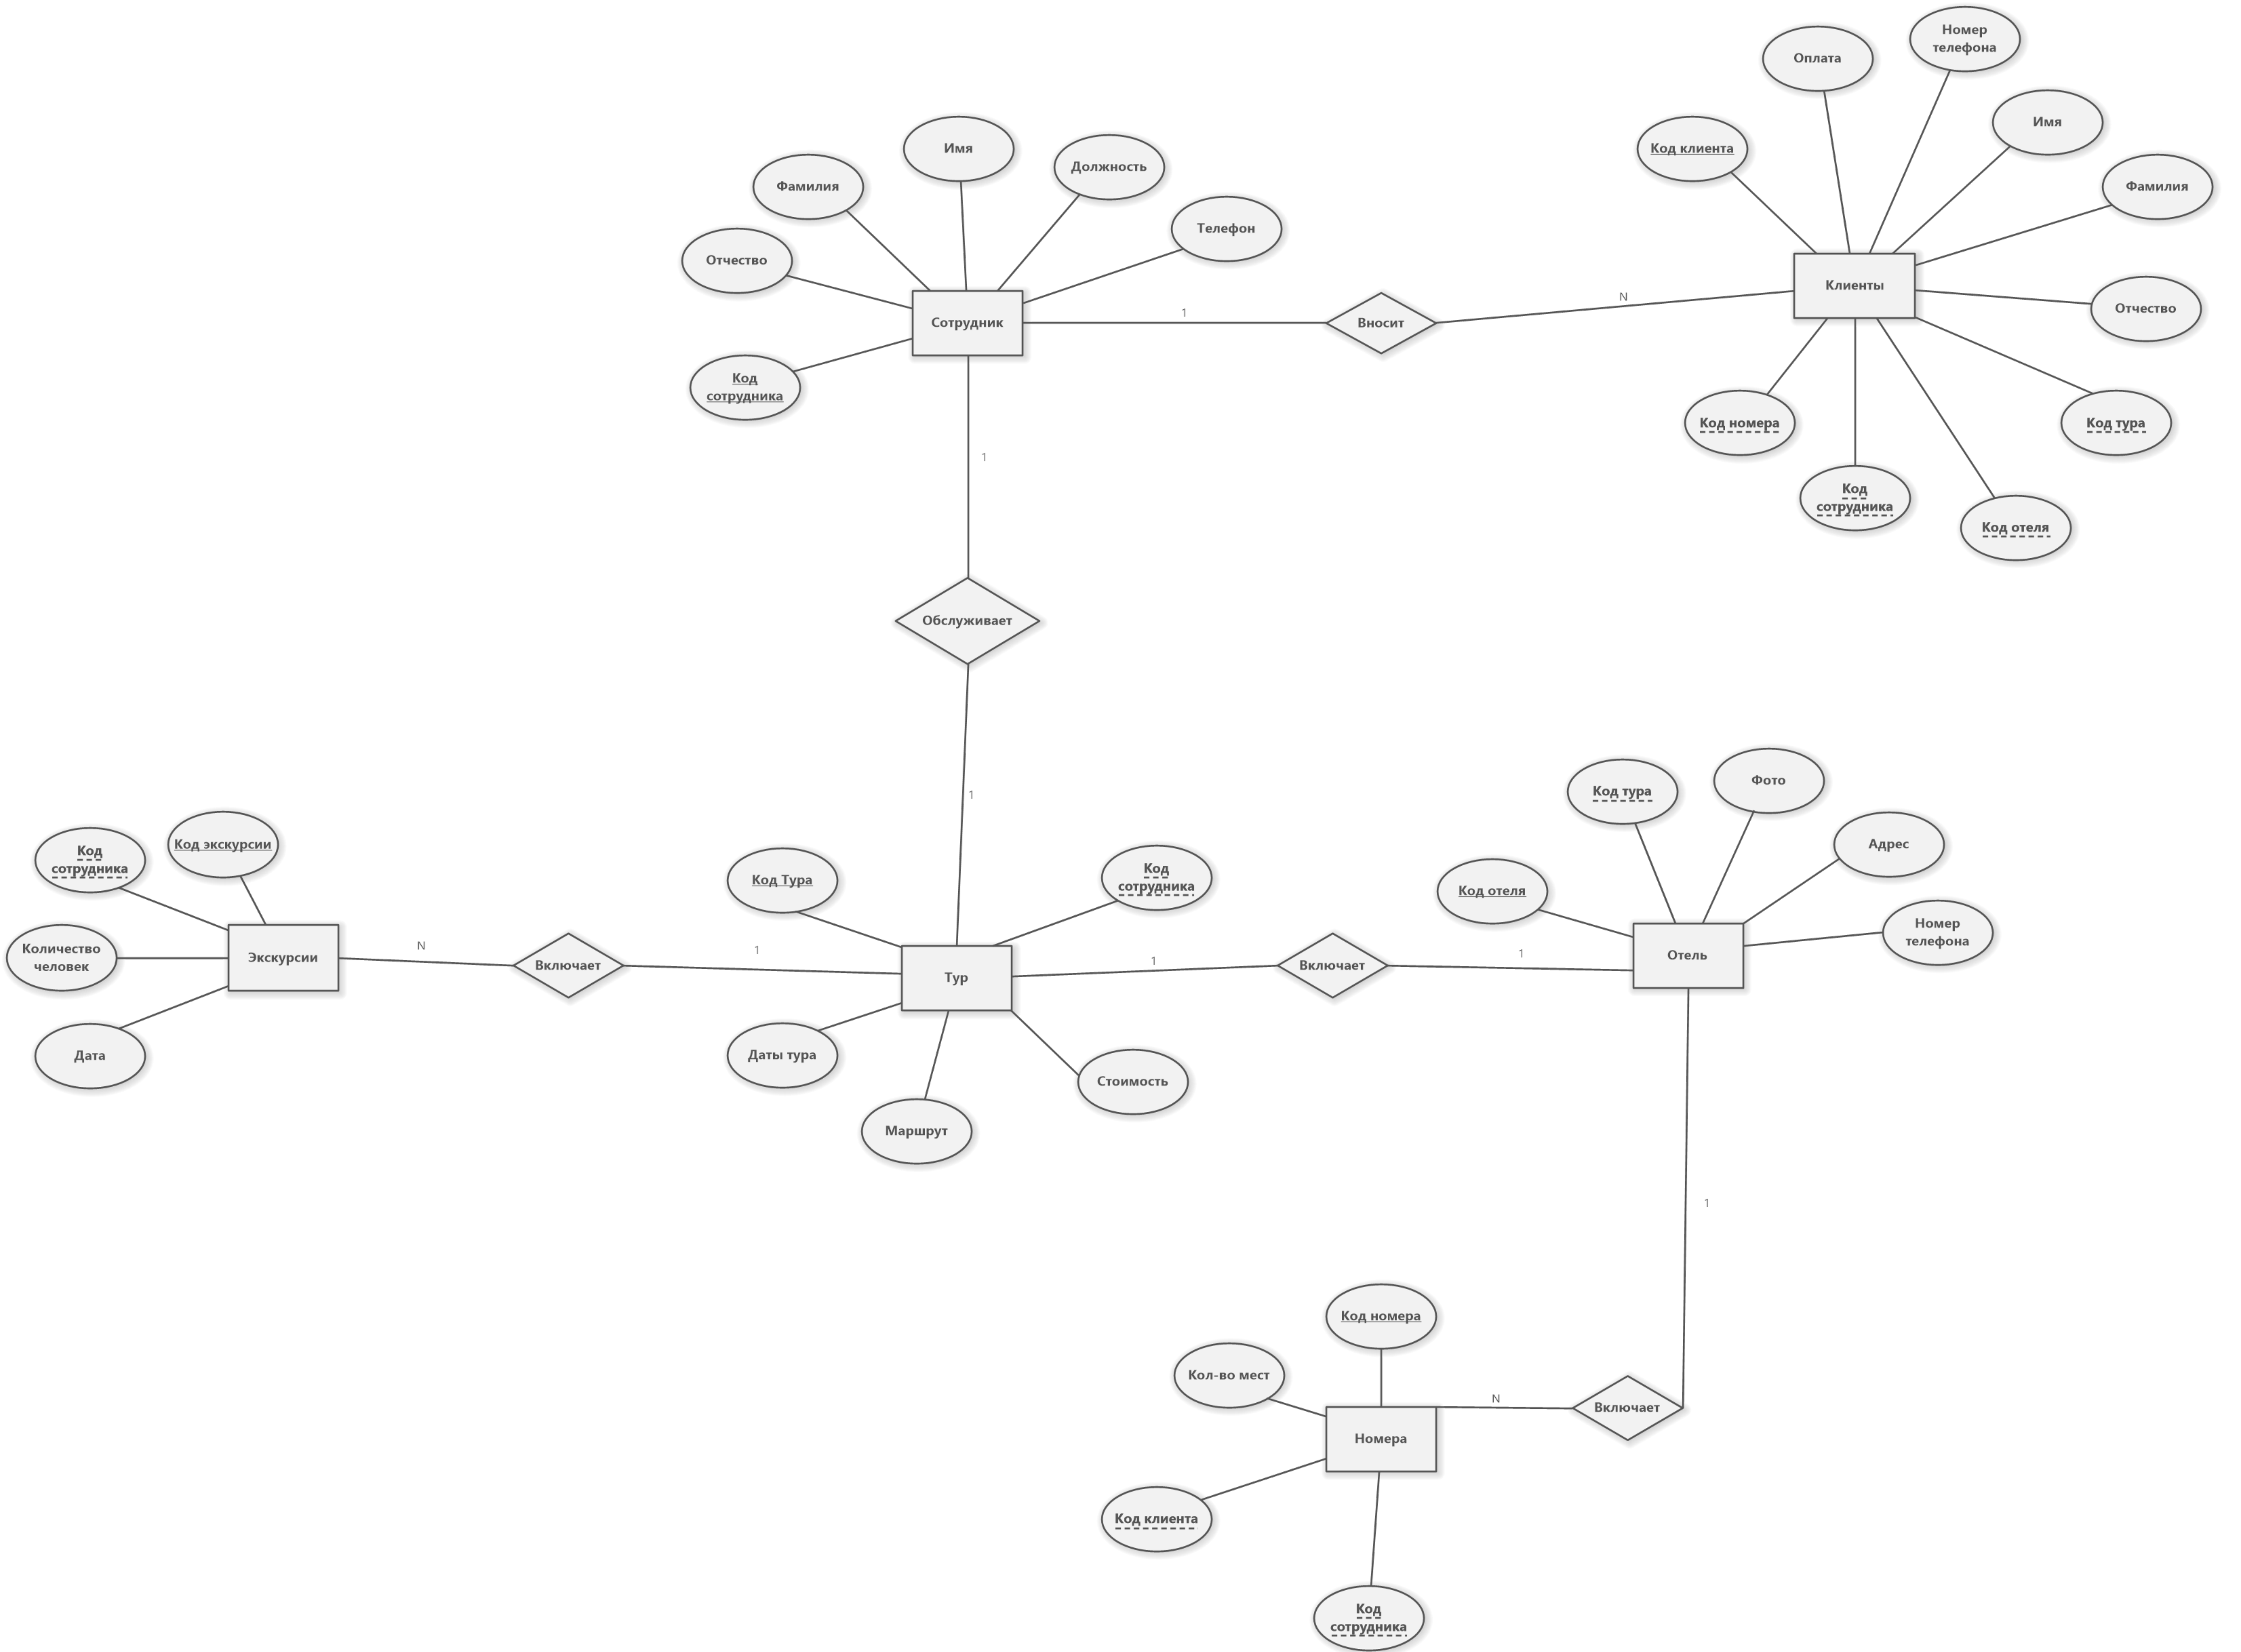 Номер
телефона
Оплата
Имя
Код клиента
Фамилия
Имя
Должность
Фамилия
Телефон
Отчество
Клиенты
Отчество
Сотрудник
1
Вносит
N
Код
сотрудника
Код номера
Код тура
Код
сотрудника
Код отеля
1
Обслуживает
1
Код тура
Фото
Адрес
Код экскурсии
Код
сотрудника
Код Тура
Код
сотрудника
Код отеля
Номер
телефона
Количество
человек
Экскурсии
N
Включает
1
Тур
1
Включает
1
Отель
Дата
Даты тура
Стоимость
Маршрут
1
Код номера
Кол-во мест
N
Включает
Номера
Код клиента
Код
сотрудника